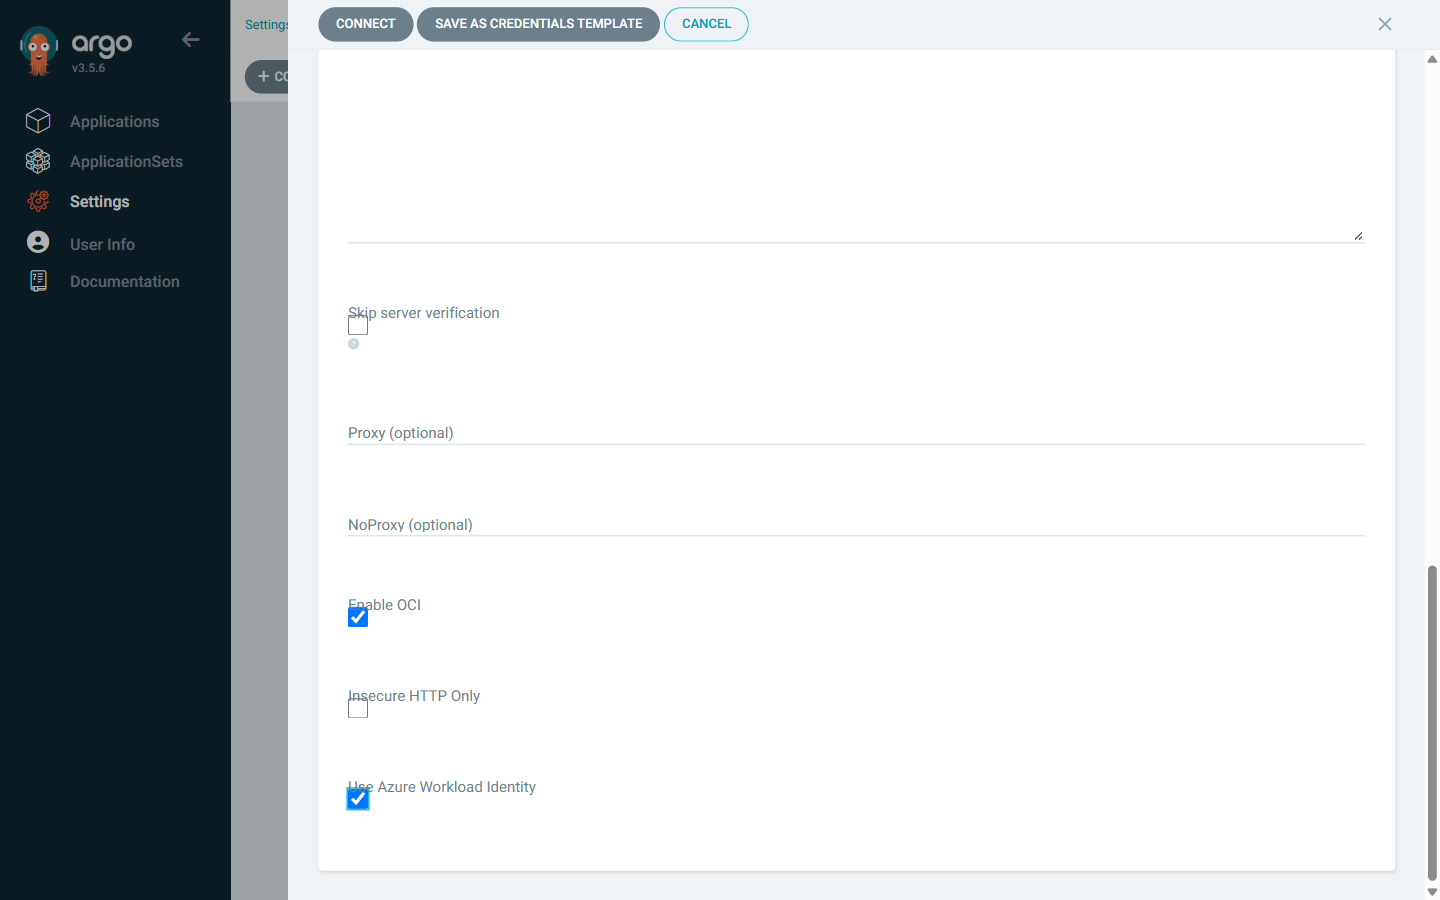 argo
v3.5.6
Applications
ApplicationSets
Settings
User Info
Documentation
Settings
+ CO
CONNECT
SAVE AS CREDENTIALS TEMPLATE
CANCEL
Skip server verification
Proxy (optional)
NoProxy (optional)
Enable OCI
Insecure HTTP Only
Use Azure Workload Identity